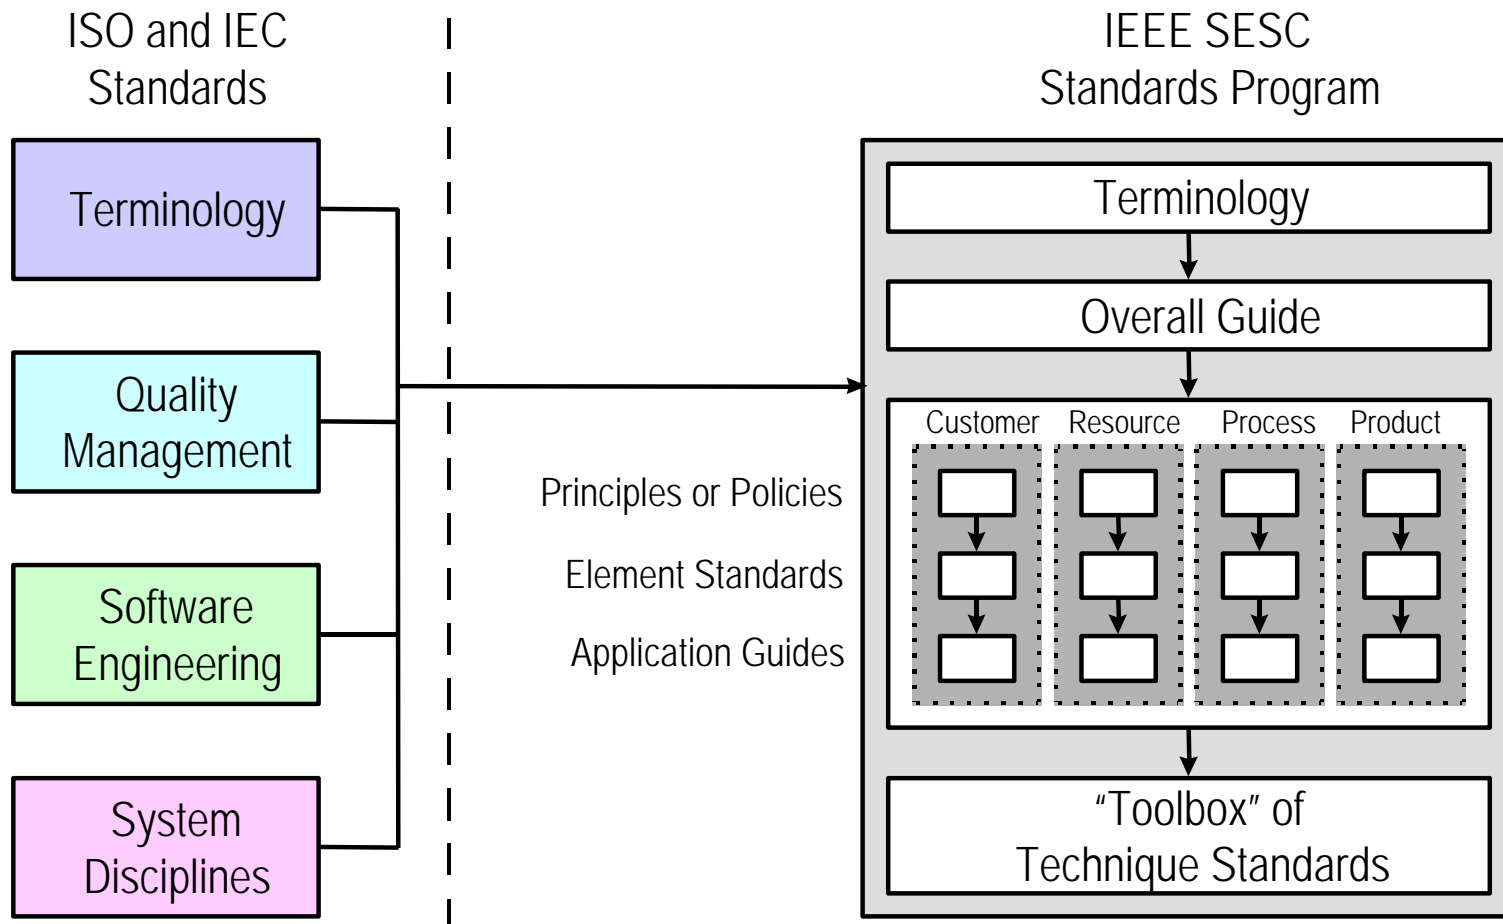 ISO and IEC
Standards
IEEE SESC
Standards Program
Terminology
Quality
Management
Software
Engineering
System
Disciplines
Principles or Policies
Element Standards
Application Guides
Terminology
Overall Guide
Customer Resource Process Product
“Toolbox” of
Technique Standards